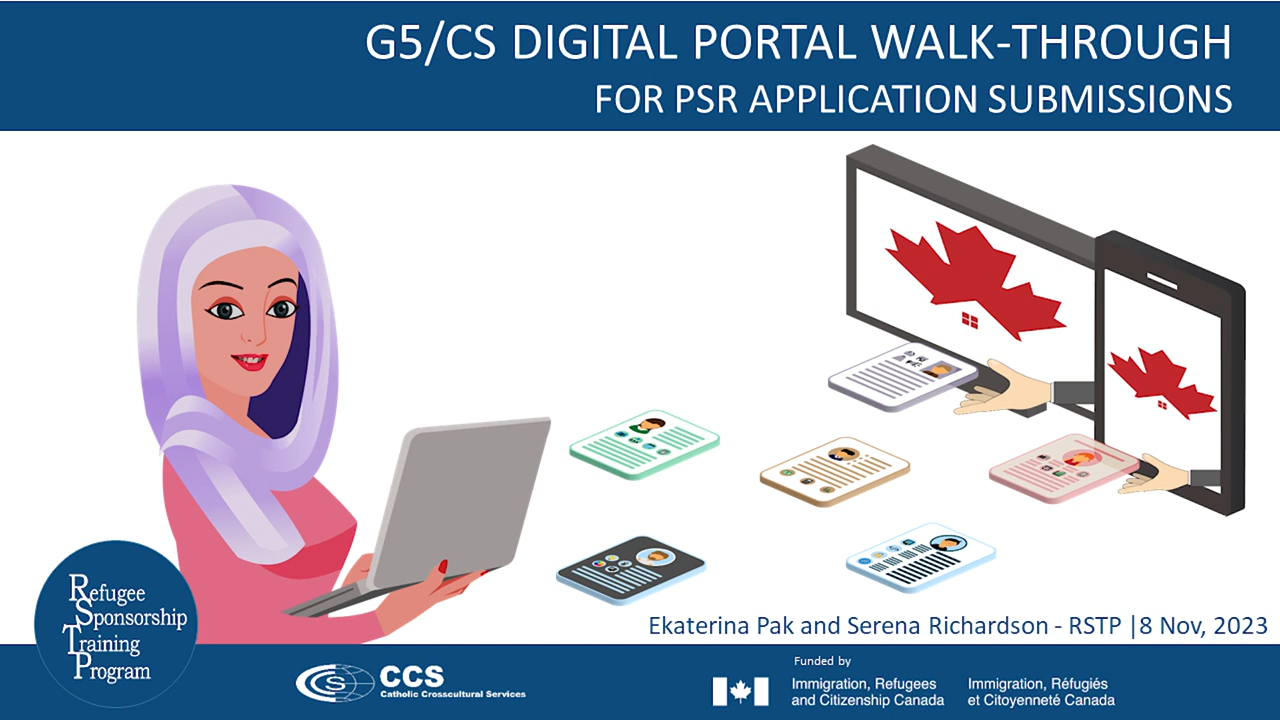 G5/CS DIGITAL PORTAL WALK-THROUGH
FOR PSR APPLICATION SUBMISSIONS
Ekaterina Pak and Serena Richardson - RSTP |8 Nov, 2023
Refugee
Sponsorship
Training
Program
CCS
Catholic Crosscultural Services
Funded by
Immigration, Refugees
and Citizenship Canada
Immigration, Réfugiés
et Citoyenneté Canada